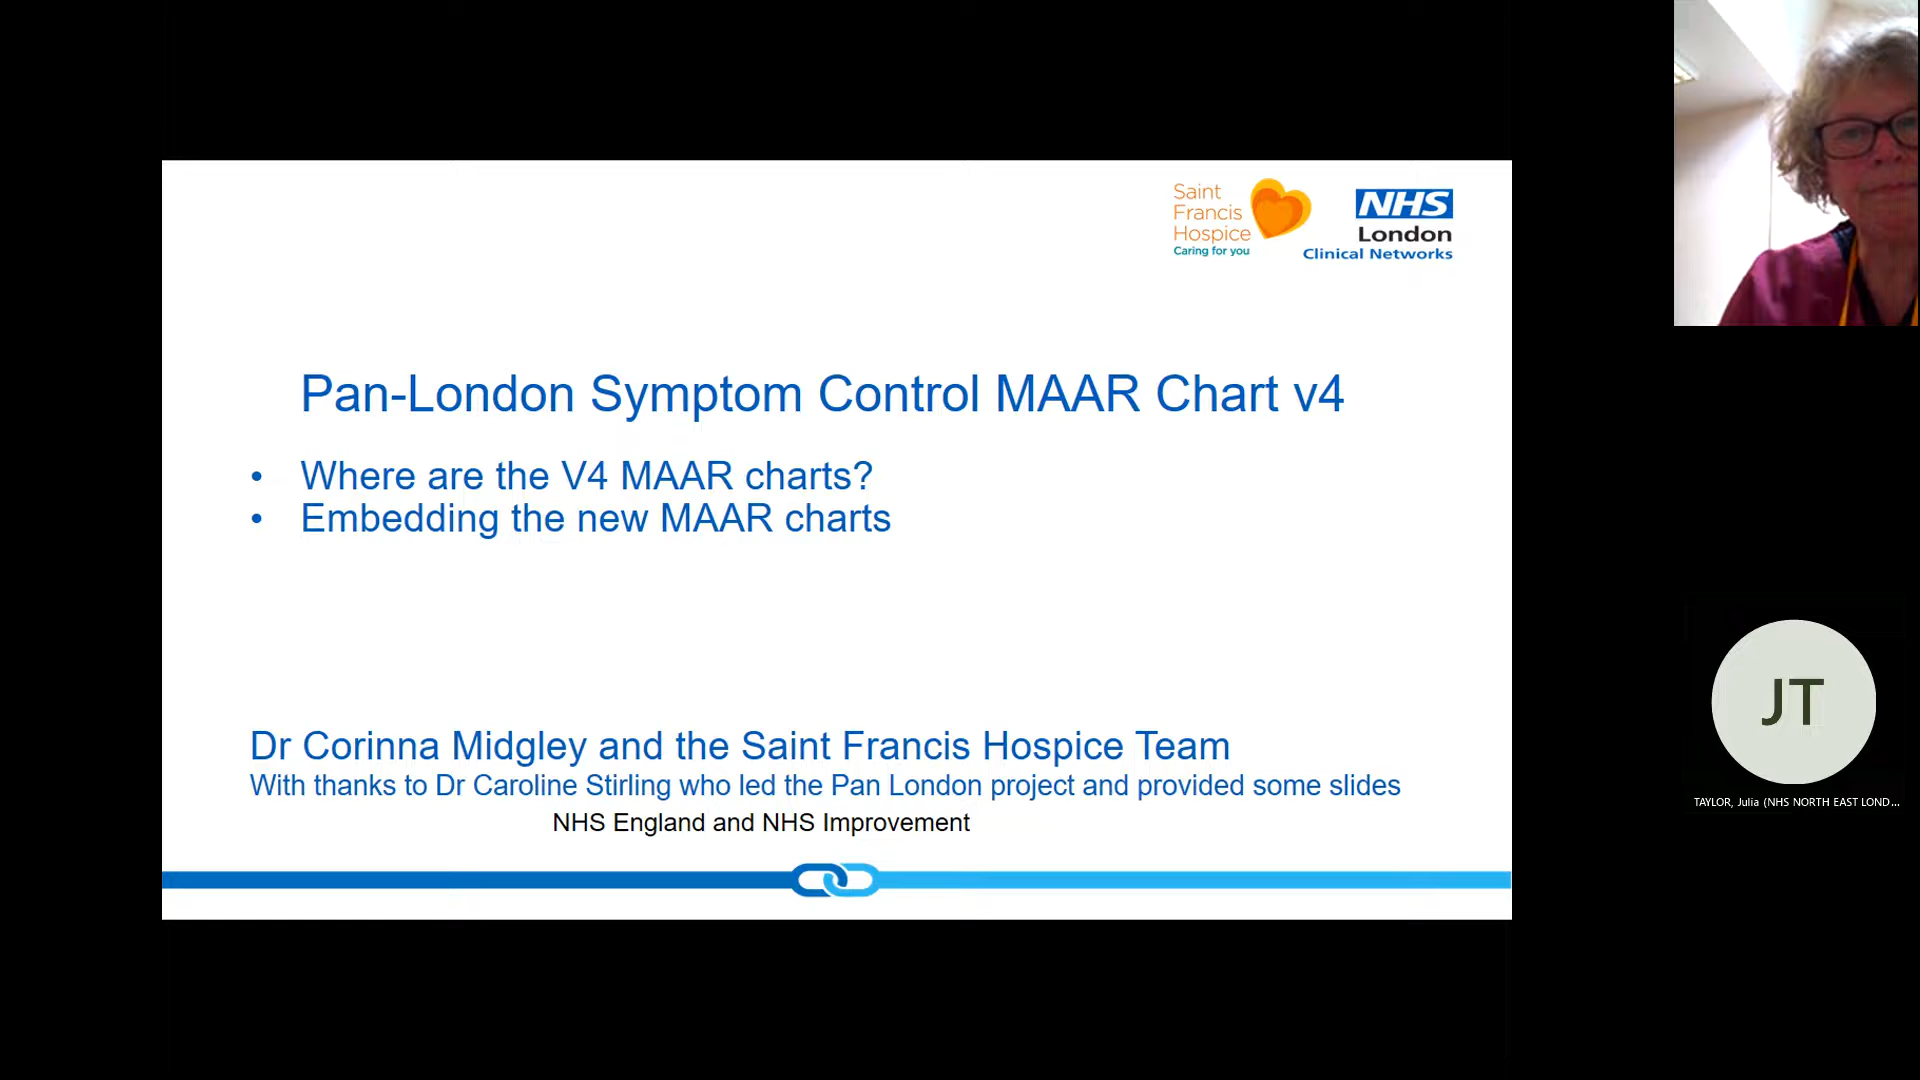 Saint
Francis
Hospice
Caring for you
NHS
London
Clinical Networks
Pan-London Symptom Control MAAR Chart v4
• Where are the V4 MAAR charts?
• Embedding the new MAAR charts
Dr Corinna Midgley and the Saint Francis Hospice Team
With thanks to Dr Caroline Stirling who led the Pan London project and provided some slides
NHS England and NHS Improvement
JT
TAYLOR, Julia (NHS NORTH EAST LOND...